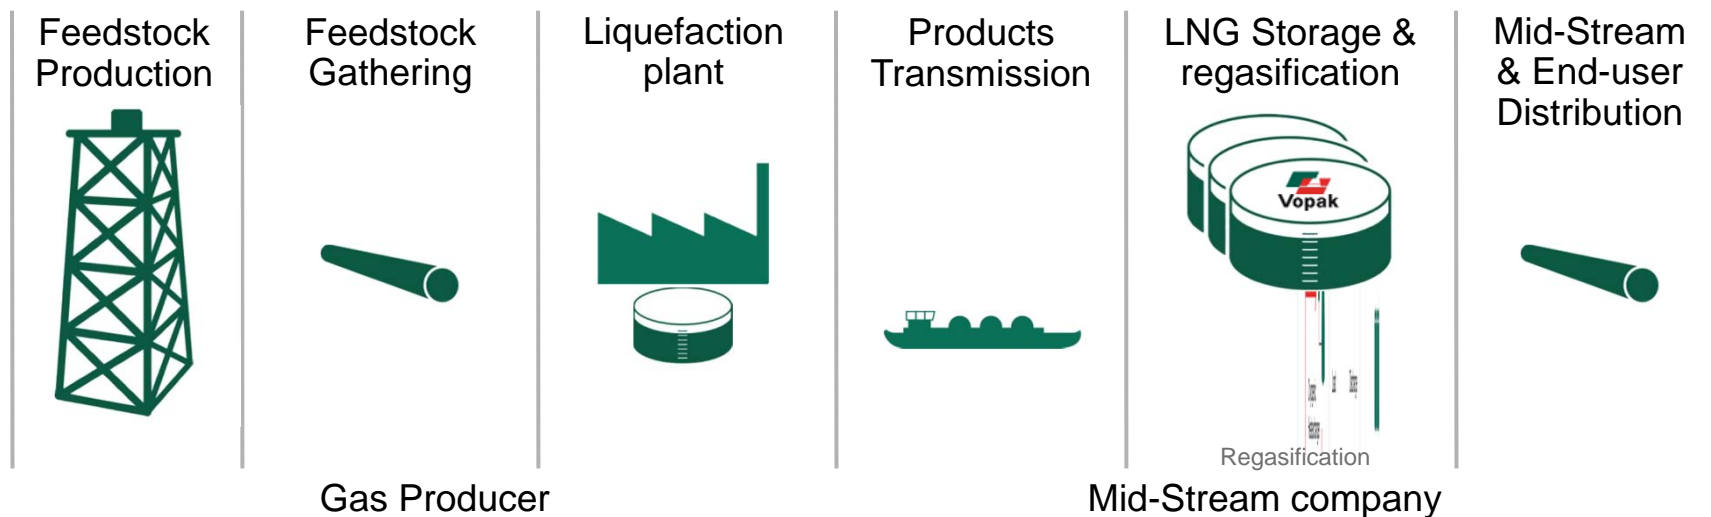 Feedstock
Production
Feedstock
Gathering
Liquefaction
plant
Products
Transmission
LNG Storage &
regasification
Mid-Stream
& End-user
Distribution
Vopak
Regasification
Gas Producer
Mid-Stream company